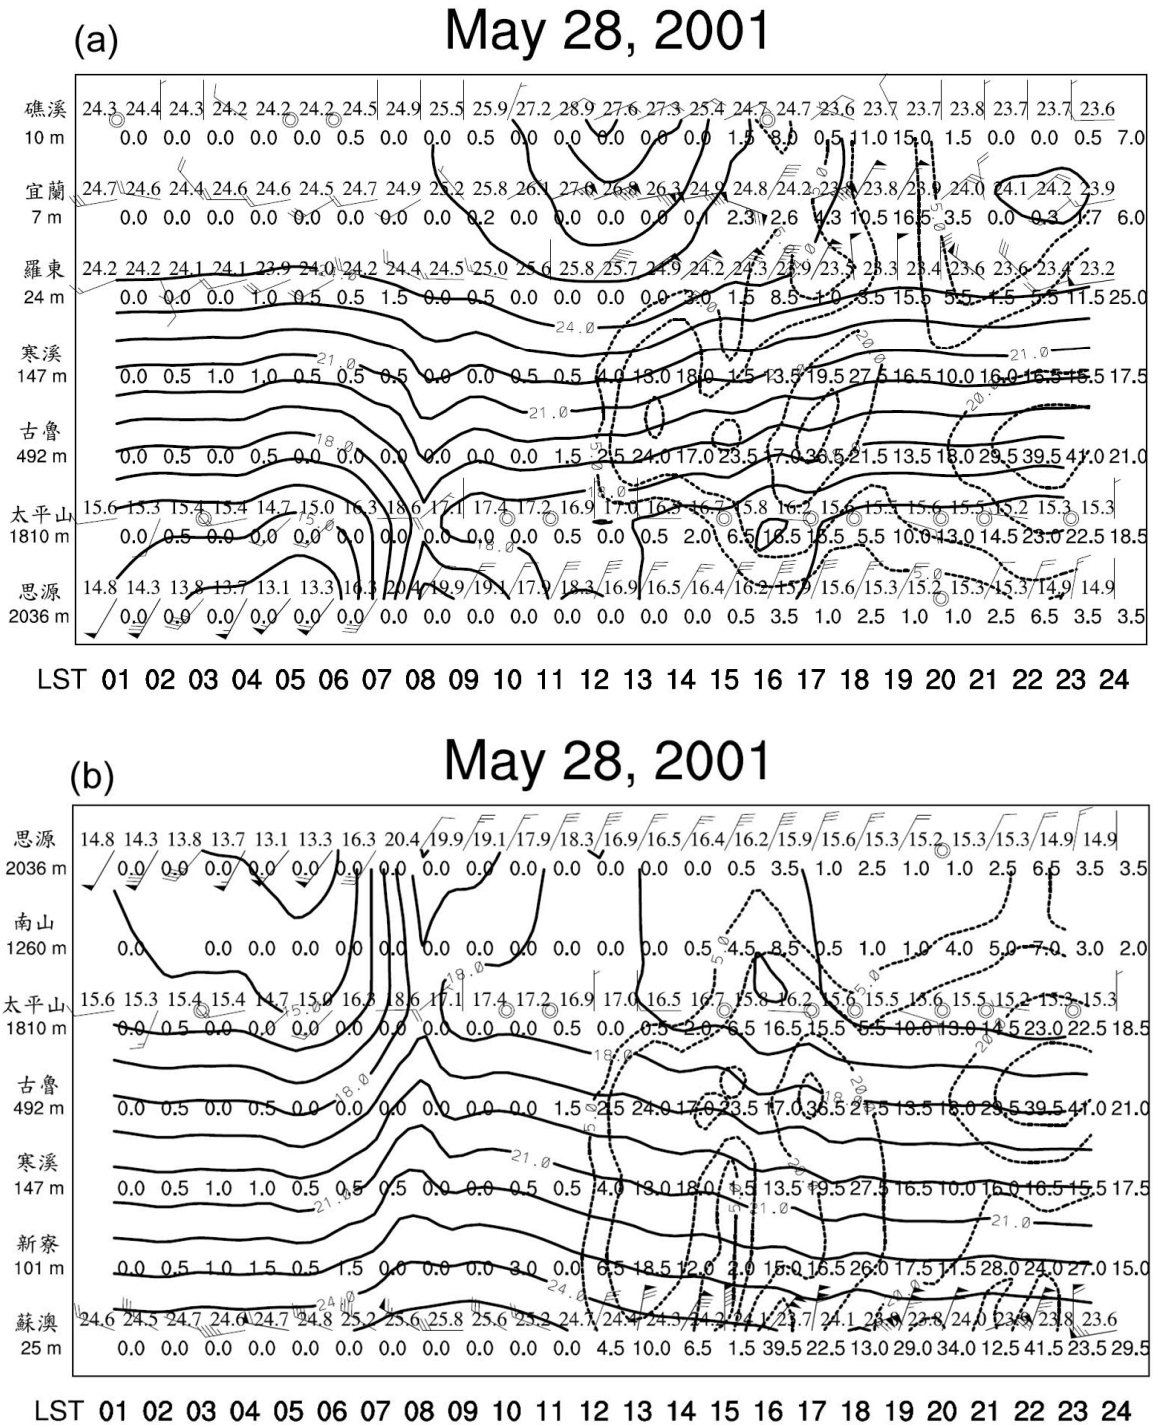 (a) May 28, 2001
礁溪 24.3 24.4 24.3 24.2 24.2 24.2 24.5 24.9 25.5 25.9 27.2 28.9 27.6 27.3 25.4 24.7 24.7 23.6 23.7 23.7 23.8 23.7 23.7 23.6
10 m 0.0 0.0 0.0 0.0 0.0 0.5 0.0 0.0 0.0 0.0 0.0 0.0 0.0 0.0 1.5 8.0 0.5 11.0 15.0 1.5 0.0 0.0 0.5 7.0
宜蘭 24.7 24.6 24.4 24.6 24.6 24.5 24.7 24.9 25.2 25.8 26.1 27.0 26.8 26.3 24.9 24.8 24.2 23.8 23.8 23.9 24.0 24.1 24.2 23.9
7 m 0.0 0.0 0.0 0.0 0.0 0.0 0.0 0.0 0.2 0.0 0.0 0.0 0.0 0.1 2.3 2.6 4.3 10.5 16.5 3.5 0.0 0.3 1.7 6.0
羅東 24.2 24.2 24.1 24.1 23.9 24.0 24.2 24.4 24.5 25.0 25.6 25.8 25.7 24.9 24.2 24.3 23.9 23.5 23.3 23.4 23.6 23.6 23.4 23.2
24 m 0.0 0.0 0.0 1.0 0.5 0.5 1.5 0.0 0.5 0.0 0.0 0.0 0.0 3.0 1.5 8.5 1.0 3.5 15.5 5.5 1.5 11.5 25.0
24.0
寒溪 21.0 21.0 20.0
147 m 0.0 0.5 1.0 1.0 0.5 0.5 0.5 0.0 0.0 0.5 0.5 4.0 13.0 18.0 1.5 13.5 19.5 27.5 16.5 10.0 16.0 16.5 15.5 17.5
21.0 20.0
古魯 18.0 5.0
492 m 0.0 0.5 0.0 0.5 0.0 0.0 0.0 0.0 0.0 0.0 1.5 2.5 24.0 17.0 23.5 17.0 36.5 21.5 13.5 18.0 29.5 39.5 41.0 21.0
18.0
太平山 15.6 15.3 15.4 15.4 14.7 15.0 16.3 18.6 17.1 17.4 17.2 16.9 17.0 16.5 16.7 15.8 16.2 15.6 15.5 15.6 15.5 15.2 15.3 15.3
1810 m 0.0 0.5 0.0 0.0 0.0 0.0 0.0 0.0 0.0 0.0 0.5 0.0 0.5 2.0 6.5 16.5 15.5 5.5 10.0 13.0 14.5 23.0 22.5 18.5
15.0 18.0 5.0
思源 14.8 14.3 13.8 13.7 13.1 13.3 16.3 20.4 19.9 19.1 17.9 18.3 16.9 16.5 16.4 16.2 15.9 15.6 15.3 15.2 15.3 15.3 14.9 14.9
2036 m 0.0 0.0 0.0 0.0 0.0 0.0 0.0 0.0 0.0 0.0 0.0 0.0 0.0 0.0 0.5 3.5 1.0 2.5 1.0 1.0 2.5 6.5 3.5 3.5
LST 01 02 03 04 05 06 07 08 09 10 11 12 13 14 15 16 17 18 19 20 21 22 23 24
(b) May 28, 2001
思源 14.8 14.3 13.8 13.7 13.1 13.3 16.3 20.4 19.9 19.1 17.9 18.3 16.9 16.5 16.4 16.2 15.9 15.6 15.3 15.2 15.3 15.3 14.9 14.9
2036 m 0.0 0.0 0.0 0.0 0.0 0.0 0.0 0.0 0.0 0.0 0.0 0.0 0.0 0.0 0.5 3.5 1.0 2.5 1.0 1.0 2.5 6.5 3.5 3.5
南山
1260 m 0.0 0.0 0.0 0.0 0.0 0.0 0.0 0.0 0.0 0.0 0.0 0.0 0.5 4.5 8.5 0.5 1.0 1.0 4.0 5.0 7.0 3.0 2.0
18.0 5.0 5.0
太平山 15.6 15.3 15.4 15.4 14.7 15.0 16.3 18.6 17.1 17.4 17.2 16.9 17.0 16.5 16.7 15.8 16.2 15.6 15.5 15.6 15.5 15.2 15.3 15.3
1810 m 0.0 0.5 0.0 0.0 0.0 0.0 0.0 0.0 0.0 0.0 0.5 0.0 0.5 2.0 6.5 16.5 15.5 5.5 10.0 13.0 14.5 23.0 22.5 18.5
15.0 18.0 20.0
古魯 18.0 20.0
492 m 0.0 0.5 0.0 0.5 0.0 0.0 0.0 0.0 0.0 0.0 1.5 2.5 24.0 17.0 23.5 17.0 36.5 21.5 13.5 18.0 29.5 39.5 41.0 21.0
5.0 18.0
寒溪 21.0 20.0
147 m 0.0 0.5 1.0 1.0 0.5 0.5 0.5 0.0 0.0 0.5 0.5 4.0 13.0 18.0 1.5 13.5 19.5 27.5 16.5 10.0 16.0 16.5 15.5 17.5
21.0 5.0 21.0 21.0
新寮
101 m 0.0 0.5 1.0 1.5 0.5 1.5 0.0 0.0 0.0 3.0 0.0 6.5 18.5 12.0 2.0 15.0 16.5 26.0 17.5 11.5 28.0 24.0 27.0 15.0
24.0 24.0 20.0
蘇澳 24.6 24.5 24.7 24.6 24.7 24.8 25.2 25.6 25.8 25.6 25.2 24.7 24.4 24.3 24.2 24.1 23.7 24.1 23.8 23.8 24.0 23.8 23.6
25 m 0.0 0.0 0.0 0.0 0.0 0.0 0.0 0.0 0.0 0.0 0.0 4.5 10.0 6.5 1.5 39.5 22.5 13.0 29.0 34.0 12.5 41.5 23.5 29.5
LST 01 02 03 04 05 06 07 08 09 10 11 12 13 14 15 16 17 18 19 20 21 22 23 24